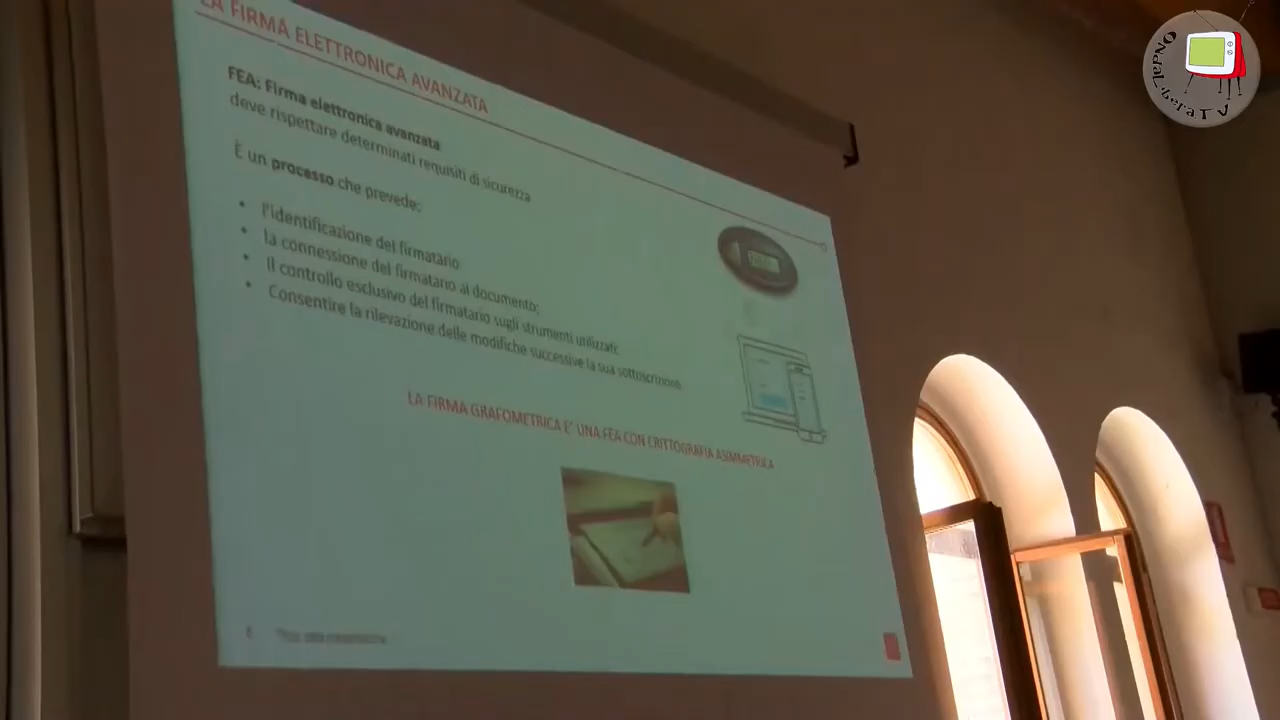 LA FIRMA ELETTRONICA AVANZATA
FEA: Firma elettronica avanzata
deve rispettare determinati requisiti di sicurezza
È un processo che prevede:
• l'identificazione del firmatario
• la connessione del firmatario al documento;
• Il controllo esclusivo del firmatario sugli strumenti utilizzati;
• Consentire la rilevazione delle modifiche successive la sua sottoscrizione
LA FIRMA GRAFOMETRICA E' UNA FEA CON CRITTOGRAFIA ASIMMETRICA
OndaLiberaTV